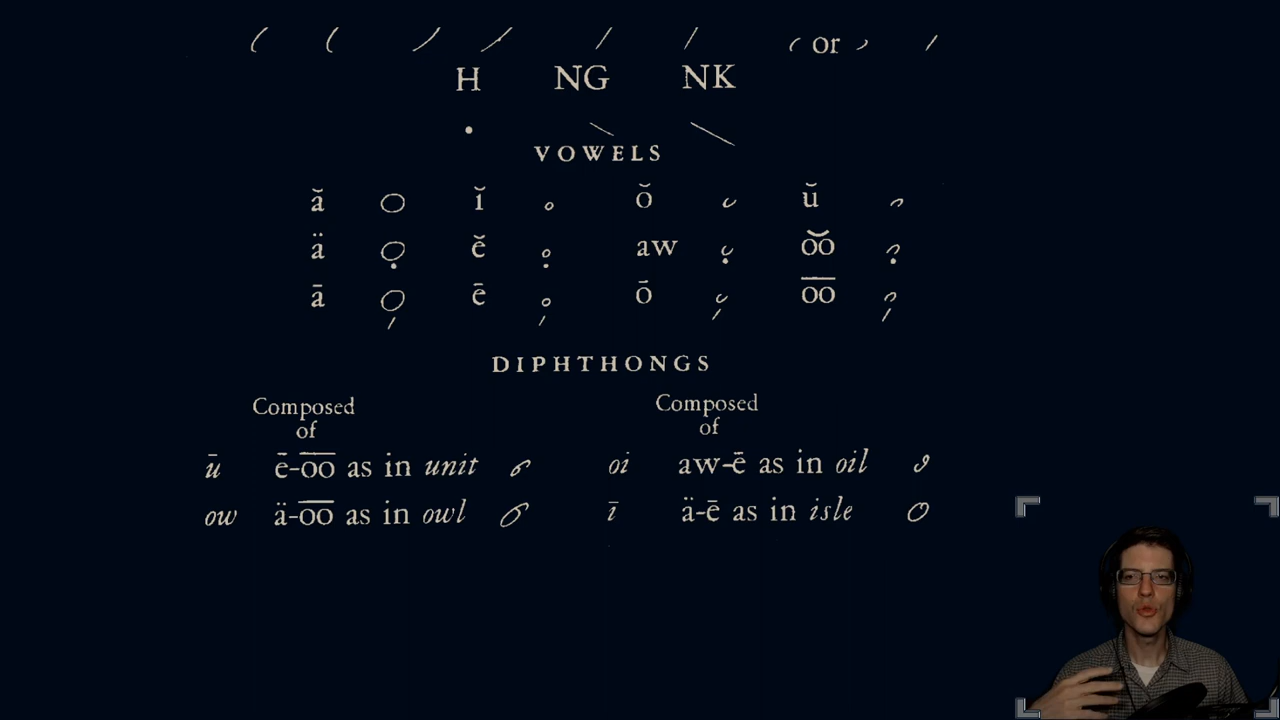 or
H NG NK
VOWELS
ă ĭ ŏ ŭ
ä ĕ aw o͝o
ā ē ō o͞o
DIPHTHONGS
Composed Composed
of of
ū ē-o͞o as in unit oi aw-ē as in oil
ow ä-o͞o as in owl ī ä-ē as in isle